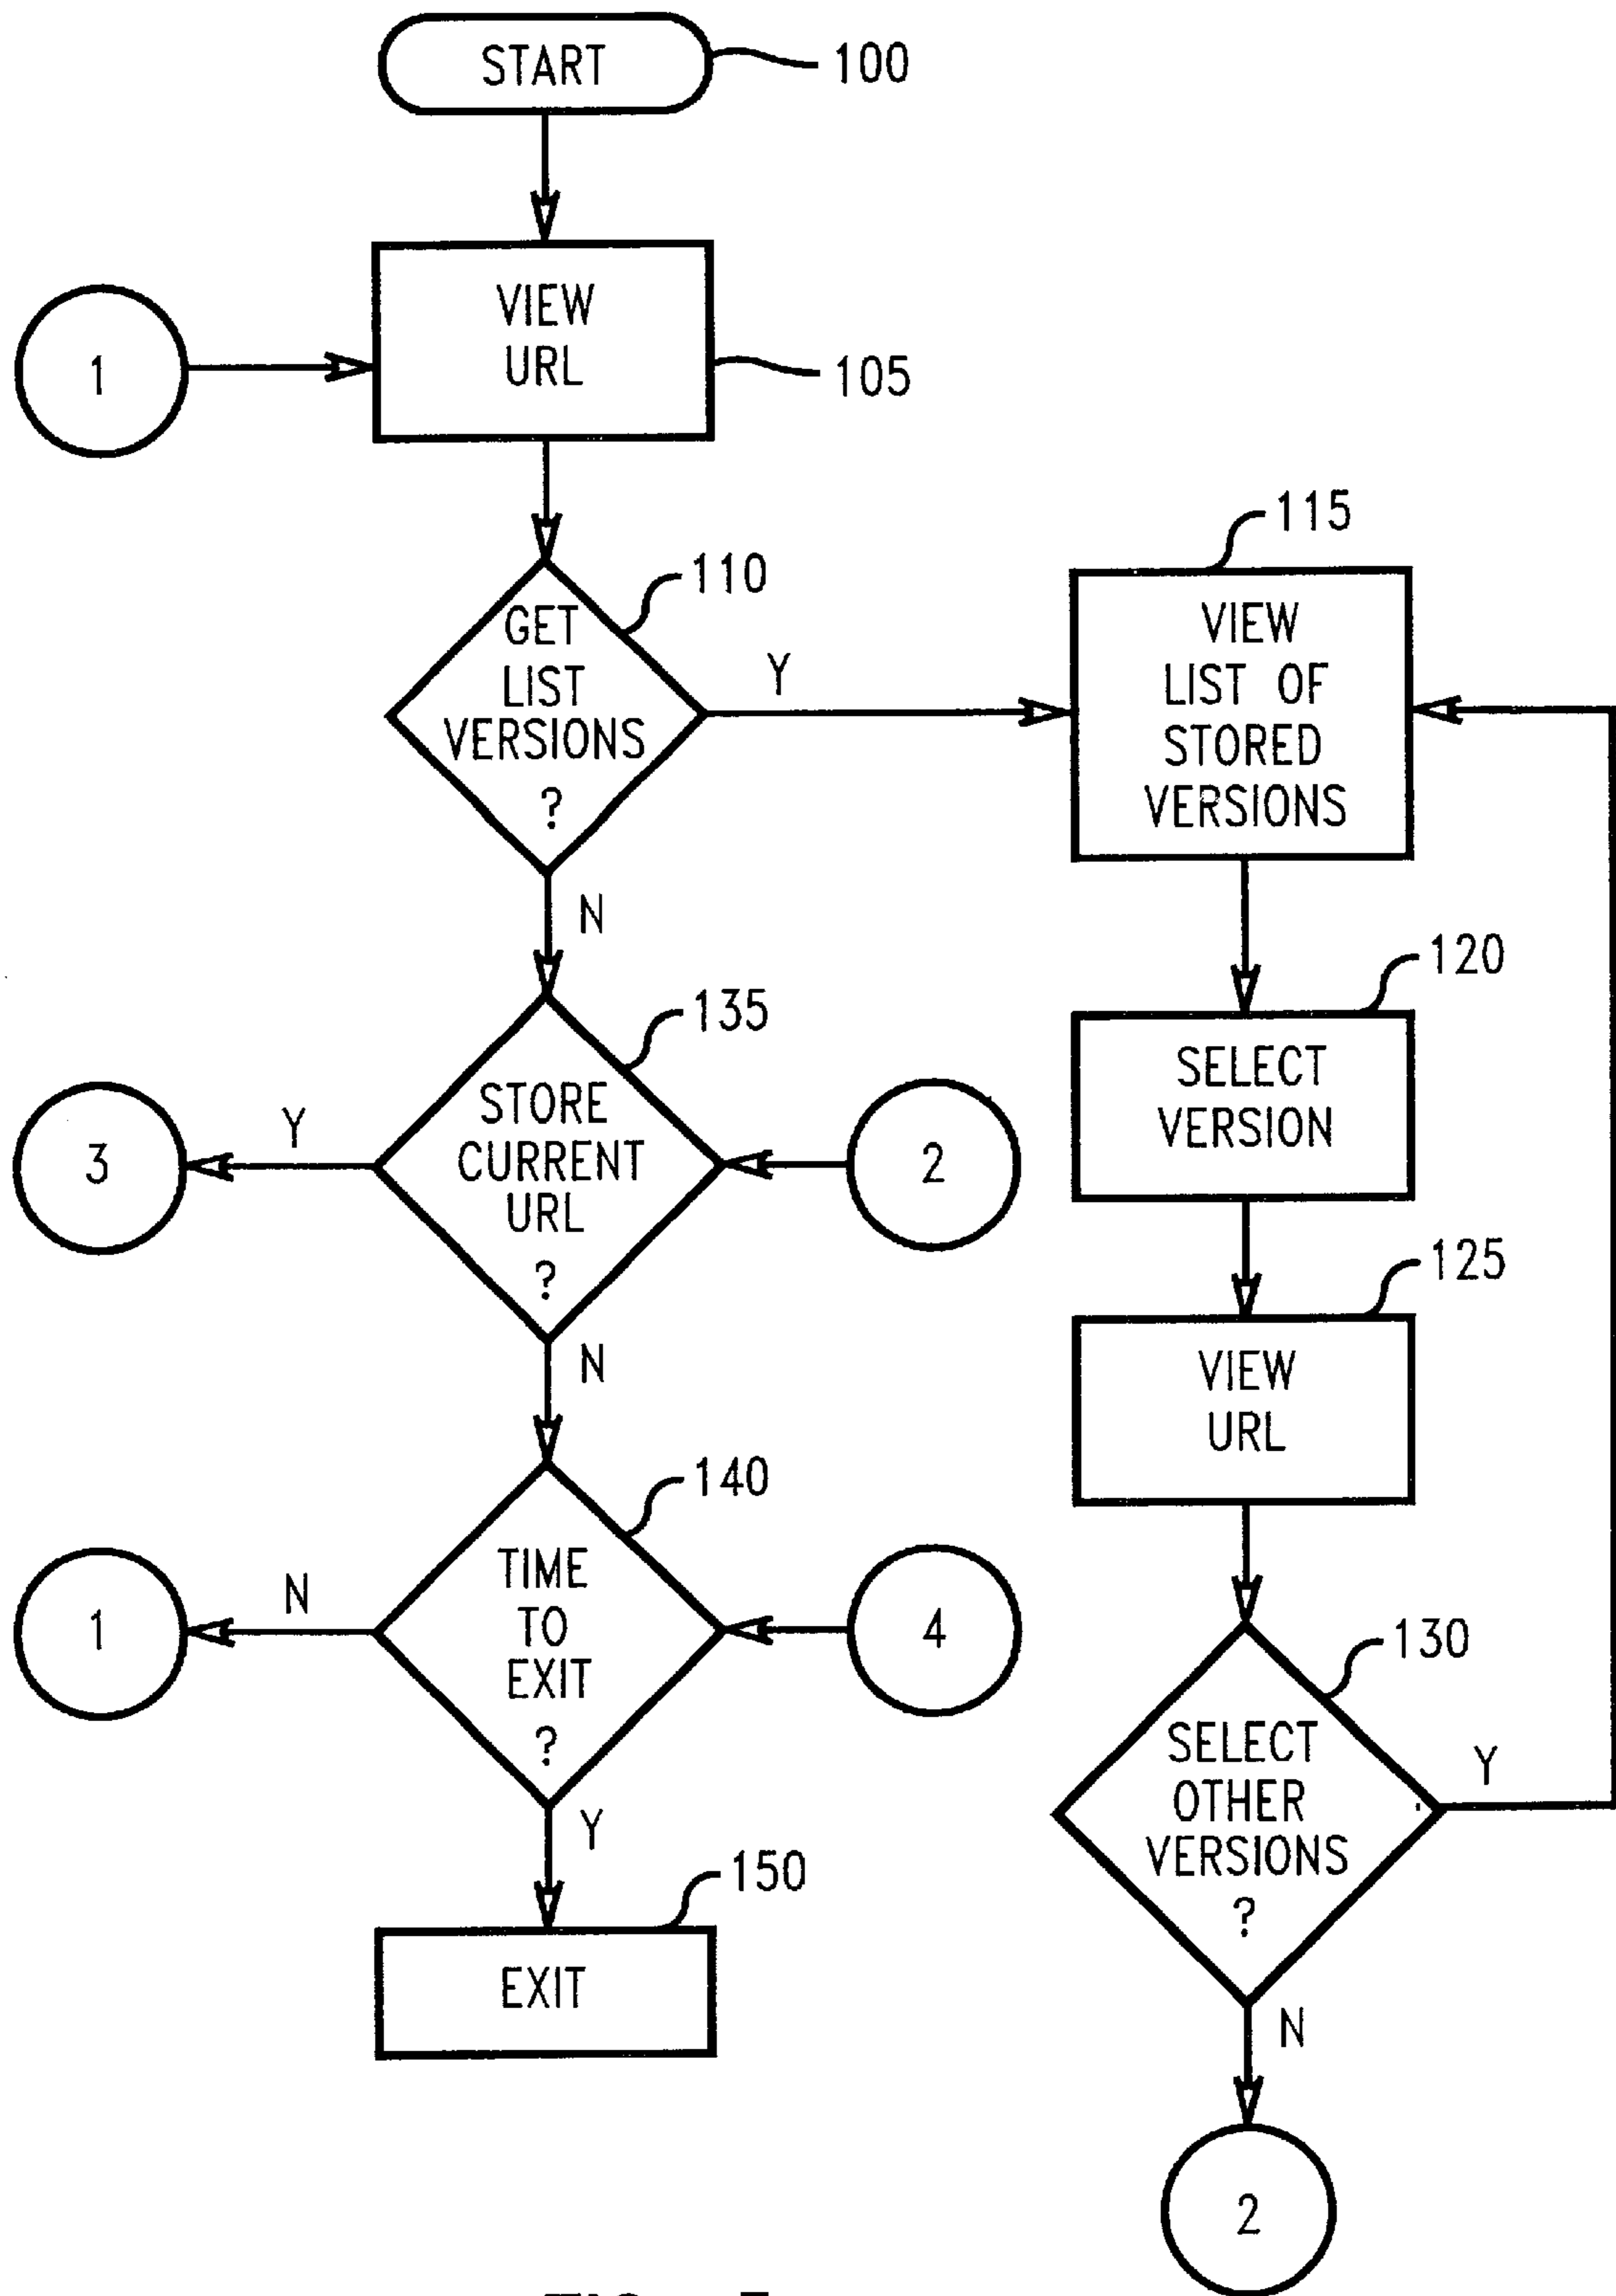 START
100
VIEW
URL
105
1
GET
LIST
VERSIONS
?
110
Y
N
VIEW
LIST OF
STORED
VERSIONS
115
SELECT
VERSION
120
VIEW
URL
125
SELECT
OTHER
VERSIONS
?
130
Y
N
2
STORE
CURRENT
URL
?
135
Y
3
2
N
TIME
TO
EXIT
?
140
N
1
4
Y
EXIT
150